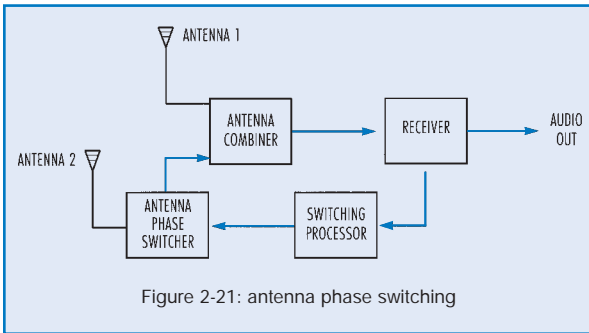 ANTENNA 1
ANTENNA
COMBINER
RECEIVER
AUDIO
OUT
ANTENNA 2
ANTENNA
PHASE
SWITCHER
SWITCHING
PROCESSOR
Figure 2-21: antenna phase switching